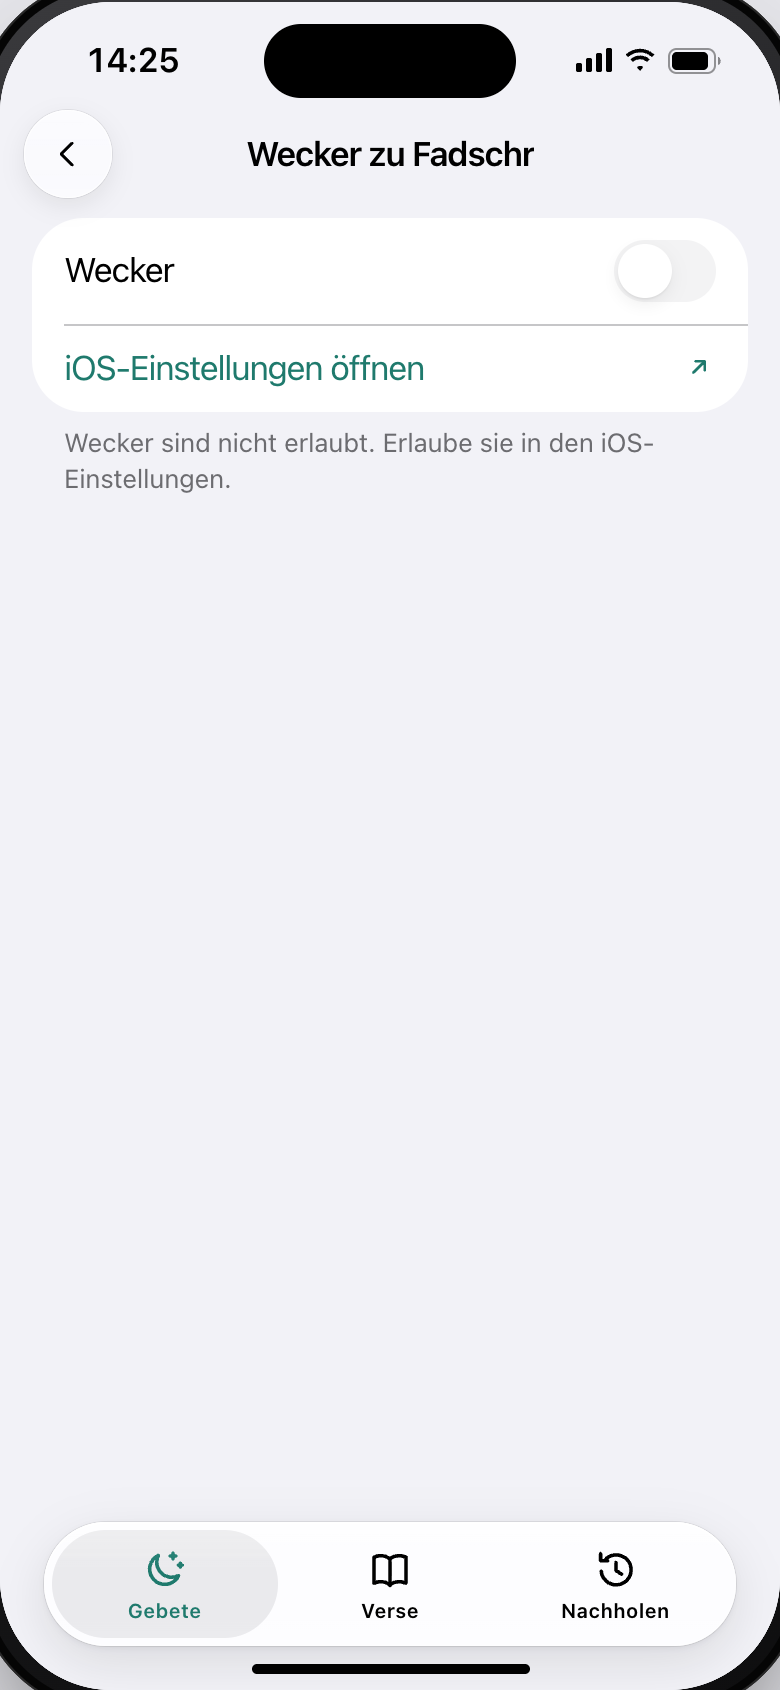 14:25
Wecker zu Fadschr
Wecker
iOS-Einstellungen öffnen
Wecker sind nicht erlaubt. Erlaube sie in den iOS-
Einstellungen.
Gebete
Verse
Nachholen